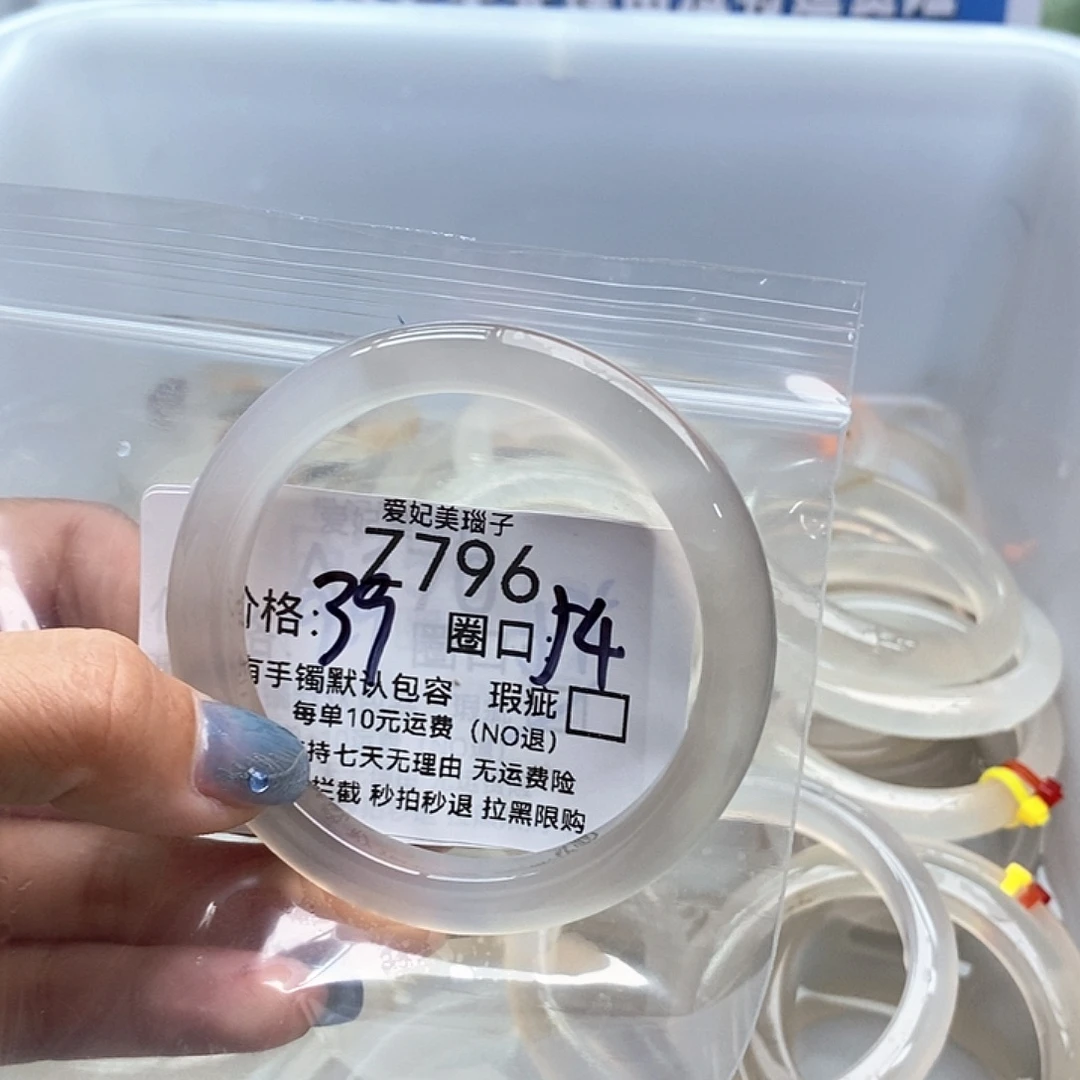 爱妃美瑙子
Z796
价格:39 圈口:54
有手镯默认包容 瑕疵
每单10元运费（NO退）
持七天无理由 无运费险
拦截 秒拍秒退 拉黑限购